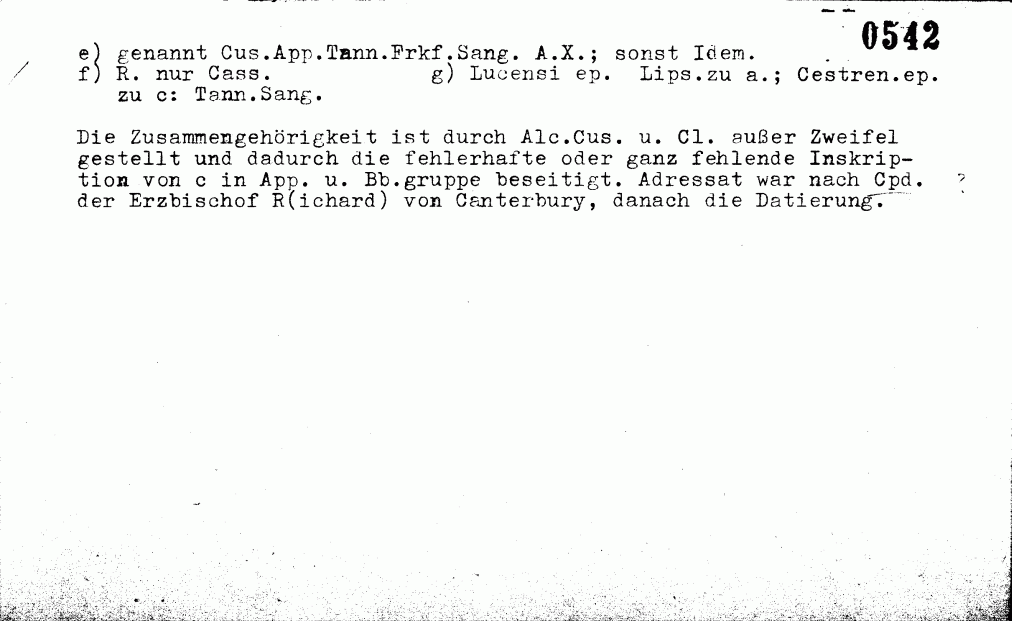 0542
e) genannt Cus.App.Tann.Frkf.Sang. A.X.; sonst Idem.
f) R. nur Cass. g) Lucensi ep. Lips.zu a.; Cestren.ep.
zu c: Tann.Sang.
Die Zusammengehörigkeit ist durch Alc.Cus. u. Cl. außer Zweifel
gestellt und dadurch die fehlerhafte oder ganz fehlende Inskrip-
tion von c in App. u. Bb.gruppe beseitigt. Adressat war nach Cpd. ?
der Erzbischof R(ichard) von Canterbury, danach die Datierung.